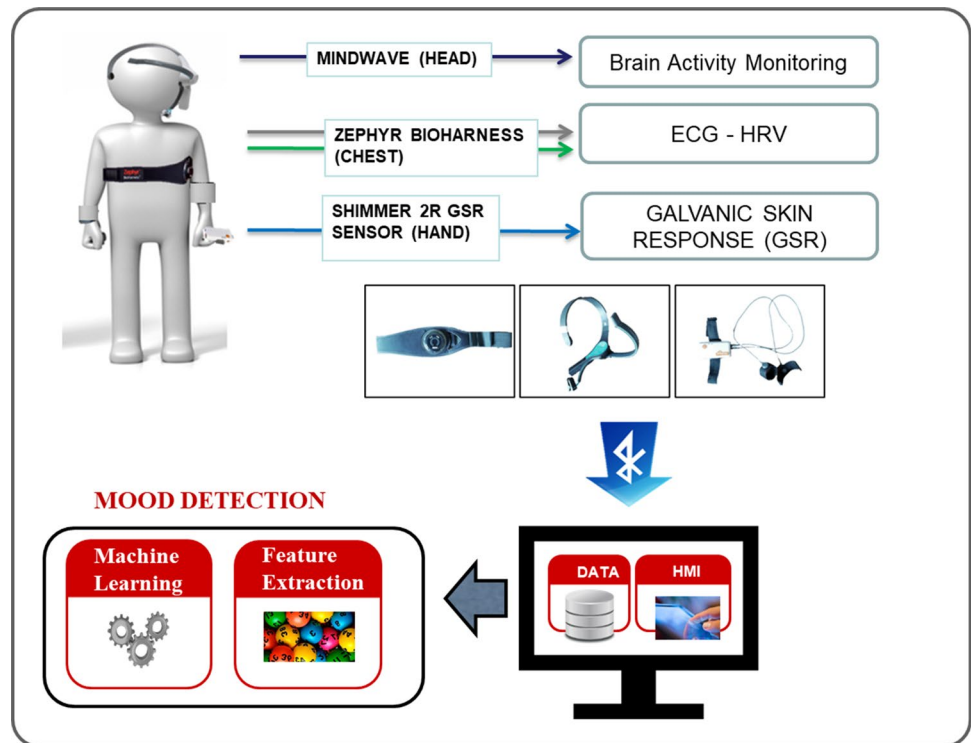 MINDWAVE (HEAD)
Brain Activity Monitoring
ZEPHYR BIOHARNESS
(CHEST)
ECG - HRV
SHIMMER 2R GSR
SENSOR (HAND)
GALVANIC SKIN
RESPONSE (GSR)
Zephyr
MOOD DETECTION
Machine
Learning
Feature
Extraction
DATA
HMI